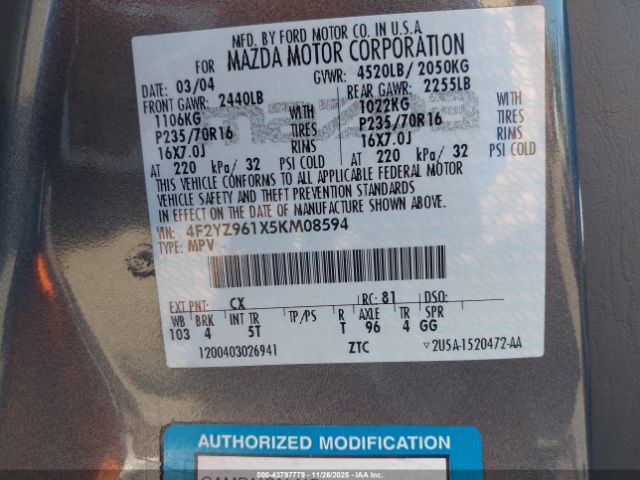 MFD. BY FORD MOTOR CO. IN U.S.A.
FOR MAZDA MOTOR CORPORATION
DATE: 03/04 GVWR: 4520LB/ 2050KG
FRONT GAWR: 2440LB REAR GAWR: 2255LB
1106KG WITH 1022KG WITH
P235/70R16 TIRES P235/70R16 TIRES
16X7.0J RIMS 16X7.0J RIMS
AT 220 kPa/ 32 PSI COLD AT 220 kPa/ 32 PSI COLD
THIS VEHICLE CONFORMS TO ALL APPLICABLE FEDERAL MOTOR
VEHICLE SAFETY AND THEFT PREVENTION STANDARDS
IN EFFECT ON THE DATE OF MANUFACTURE SHOWN ABOVE.
VIN: 4F2YZ961X5KM08594
TYPE: MPV
EXT PNT: CX RC: 81 DSO:
WB BRK INT TR TP/PS R AXLE TR SPR
103 4 5T T 96 4 GG
1200403026941 ZTC 2U5A-1520472-AA
AUTHORIZED MODIFICATION
000-43797779 - 11/26/2025 - IAA Inc.